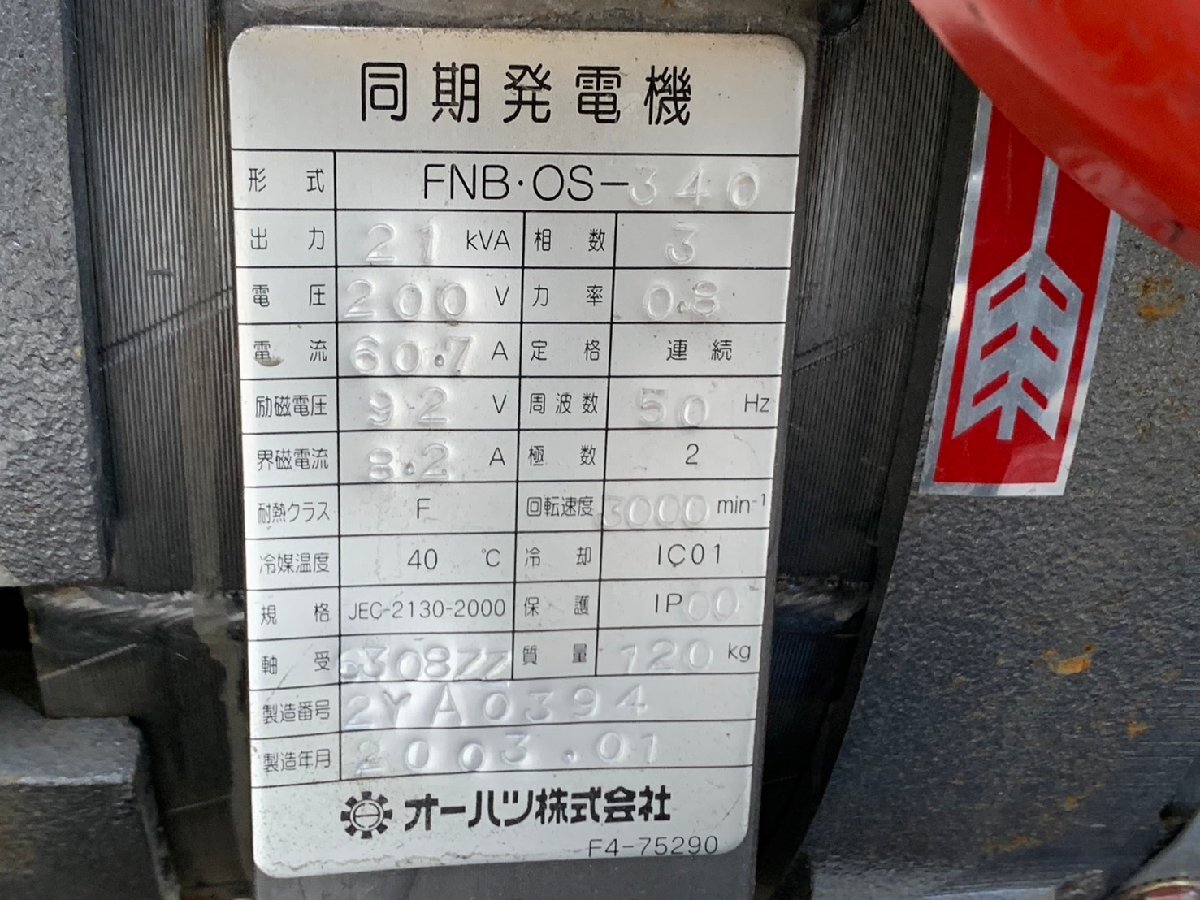 同期発電機
形式 FNB・OS-340
出力 21 kVA 相数 3
電圧 200 V 力率 0.8
電流 60.7 A 定格 連続
励磁電圧 92 V 周波数 50 Hz
界磁電流 8.2 A 極数 2
耐熱クラス F 回転速度 3000 min-1
冷媒温度 40 ℃ 冷却 IC01
規格 JEC-2130-2000 保護 IP00
軸受 6308ZZ 質量 120 kg
製造番号 2YA0394
製造年月 2003.01
オーハツ株式会社
F4-75290